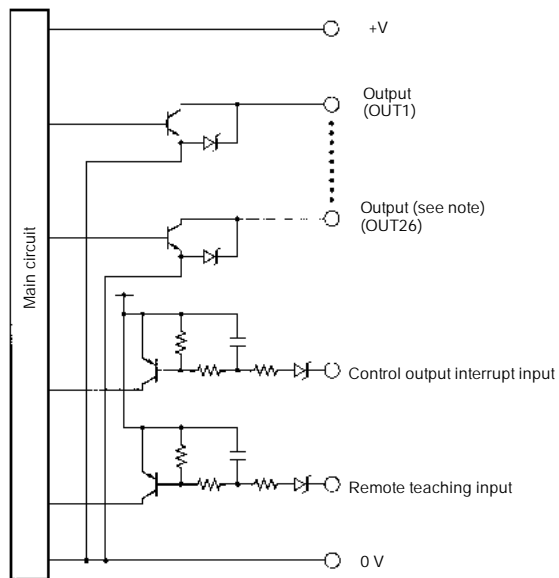 +V
Output
(OUT1)
Output (see note)
(OUT26)
Main circuit
Control output interrupt input
Remote teaching input
0 V